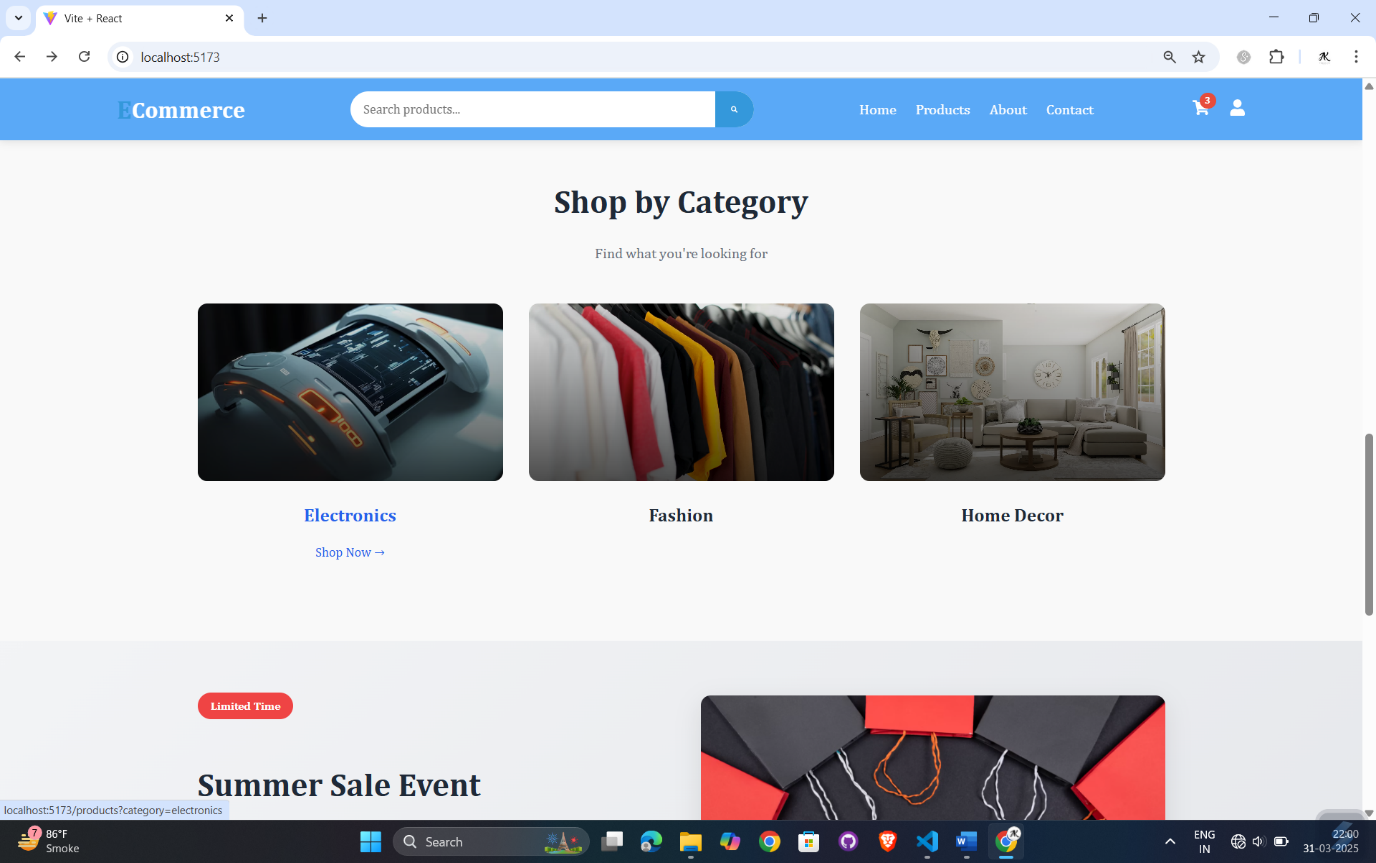 Vite + React
localhost:5173
ECommerce
Search products...
Home
Products
About
Contact
3
Shop by Category
Find what you're looking for
Electronics
Fashion
Home Decor
Shop Now →
Limited Time
Summer Sale Event
localhost:5173/products?category=electronics
7
86°F
Smoke
Search
ENG
IN
22:00
31-03-2025